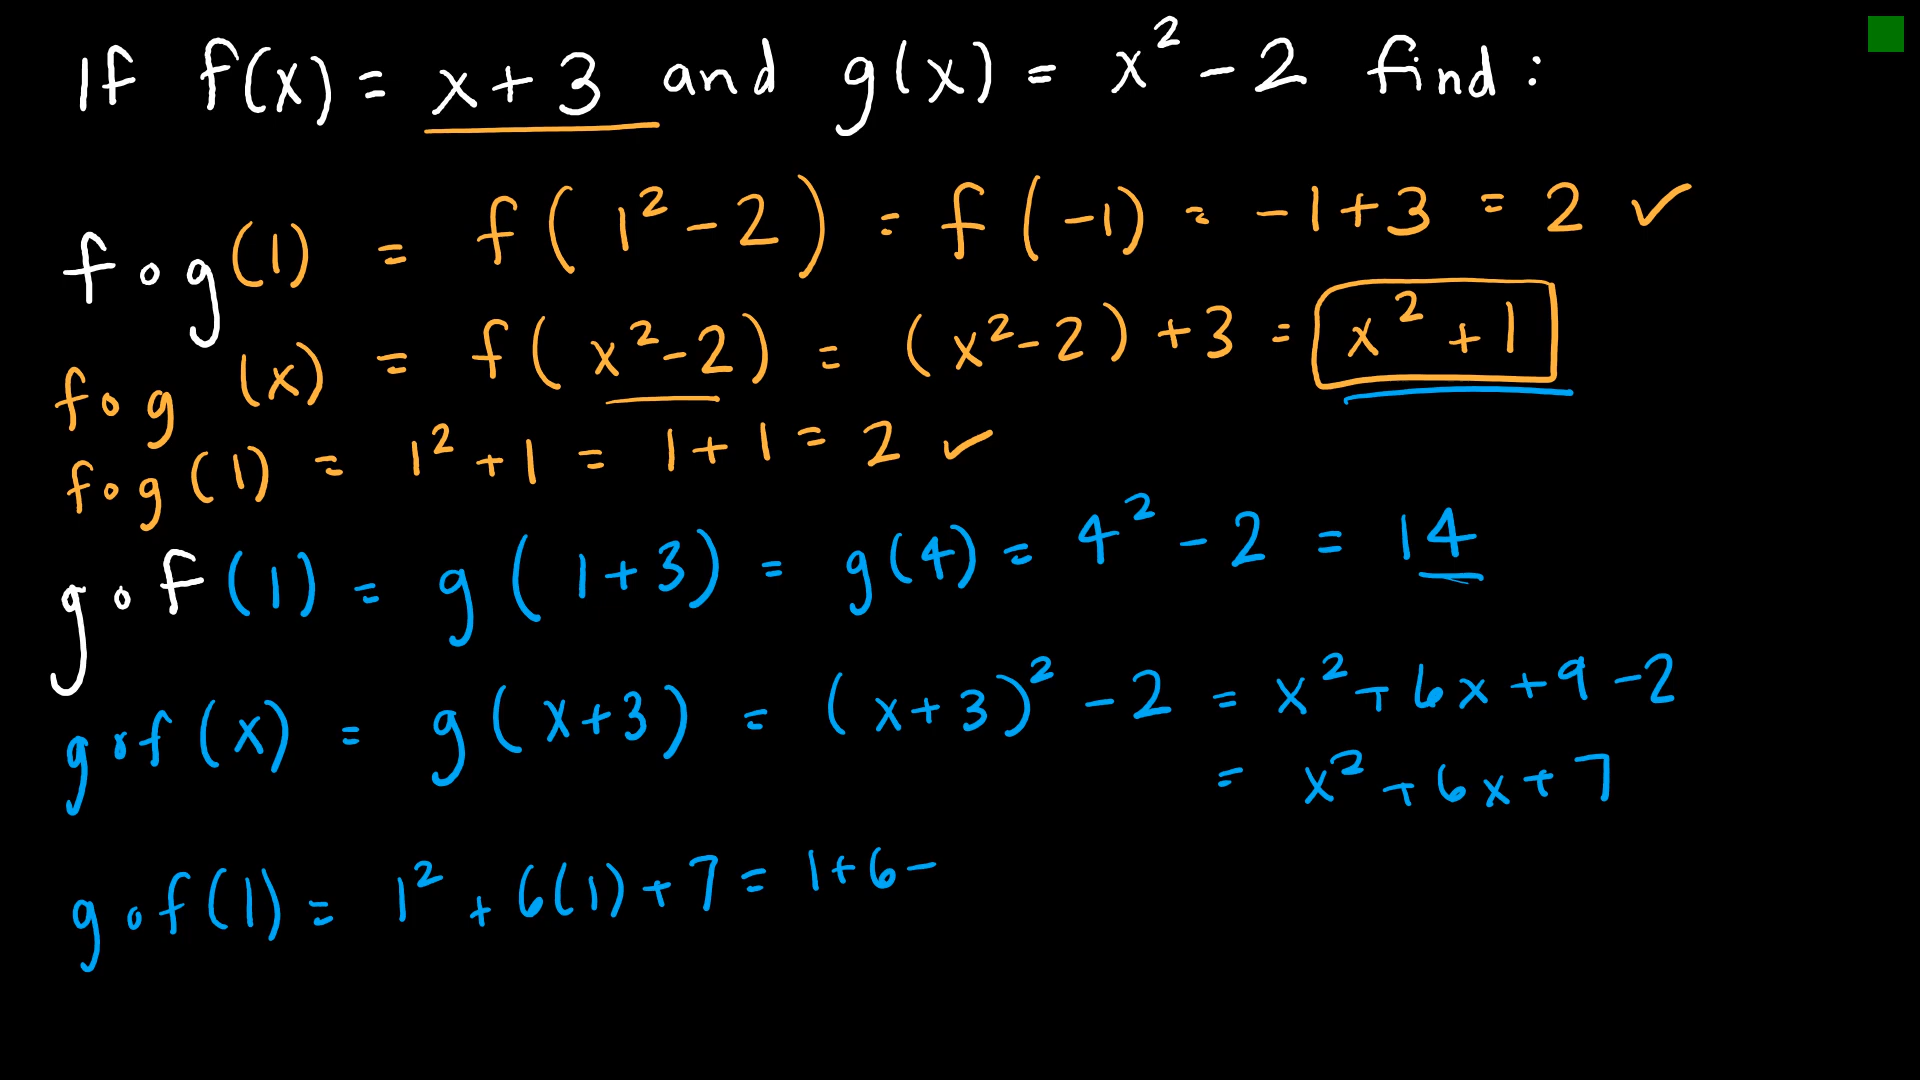 If f(x) = x + 3 and g(x) = x² - 2 find:
f∘g(1) = f(1² - 2) = f(-1) = -1 + 3 = 2 ✓
f∘g(x) = f(x² - 2) = (x² - 2) + 3 = x² + 1
f∘g(1) = 1² + 1 = 1 + 1 = 2 ✓
g∘f(1) = g(1 + 3) = g(4) = 4² - 2 = 14
g∘f(x) = g(x + 3) = (x + 3)² - 2 = x² + 6x + 9 - 2
= x² + 6x + 7
g∘f(1) = 1² + 6(1) + 7 = 1 + 6 -